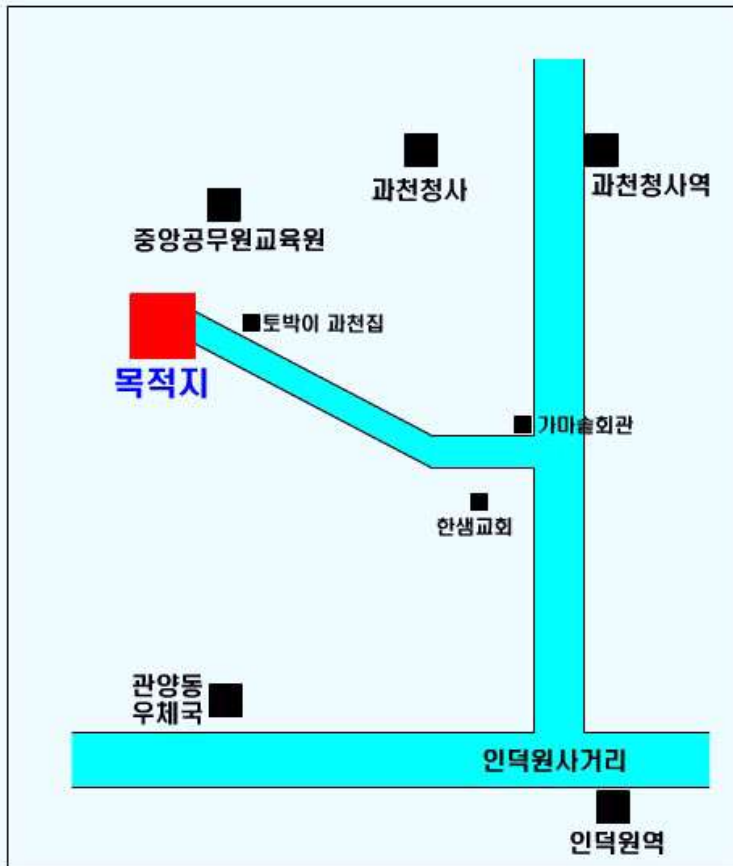 과천청사
과천청사역
중앙공무원교육원
토박이 과천집
목적지
가마솥회관
한샘교회
관양동
우체국
인덕원사거리
인덕원역